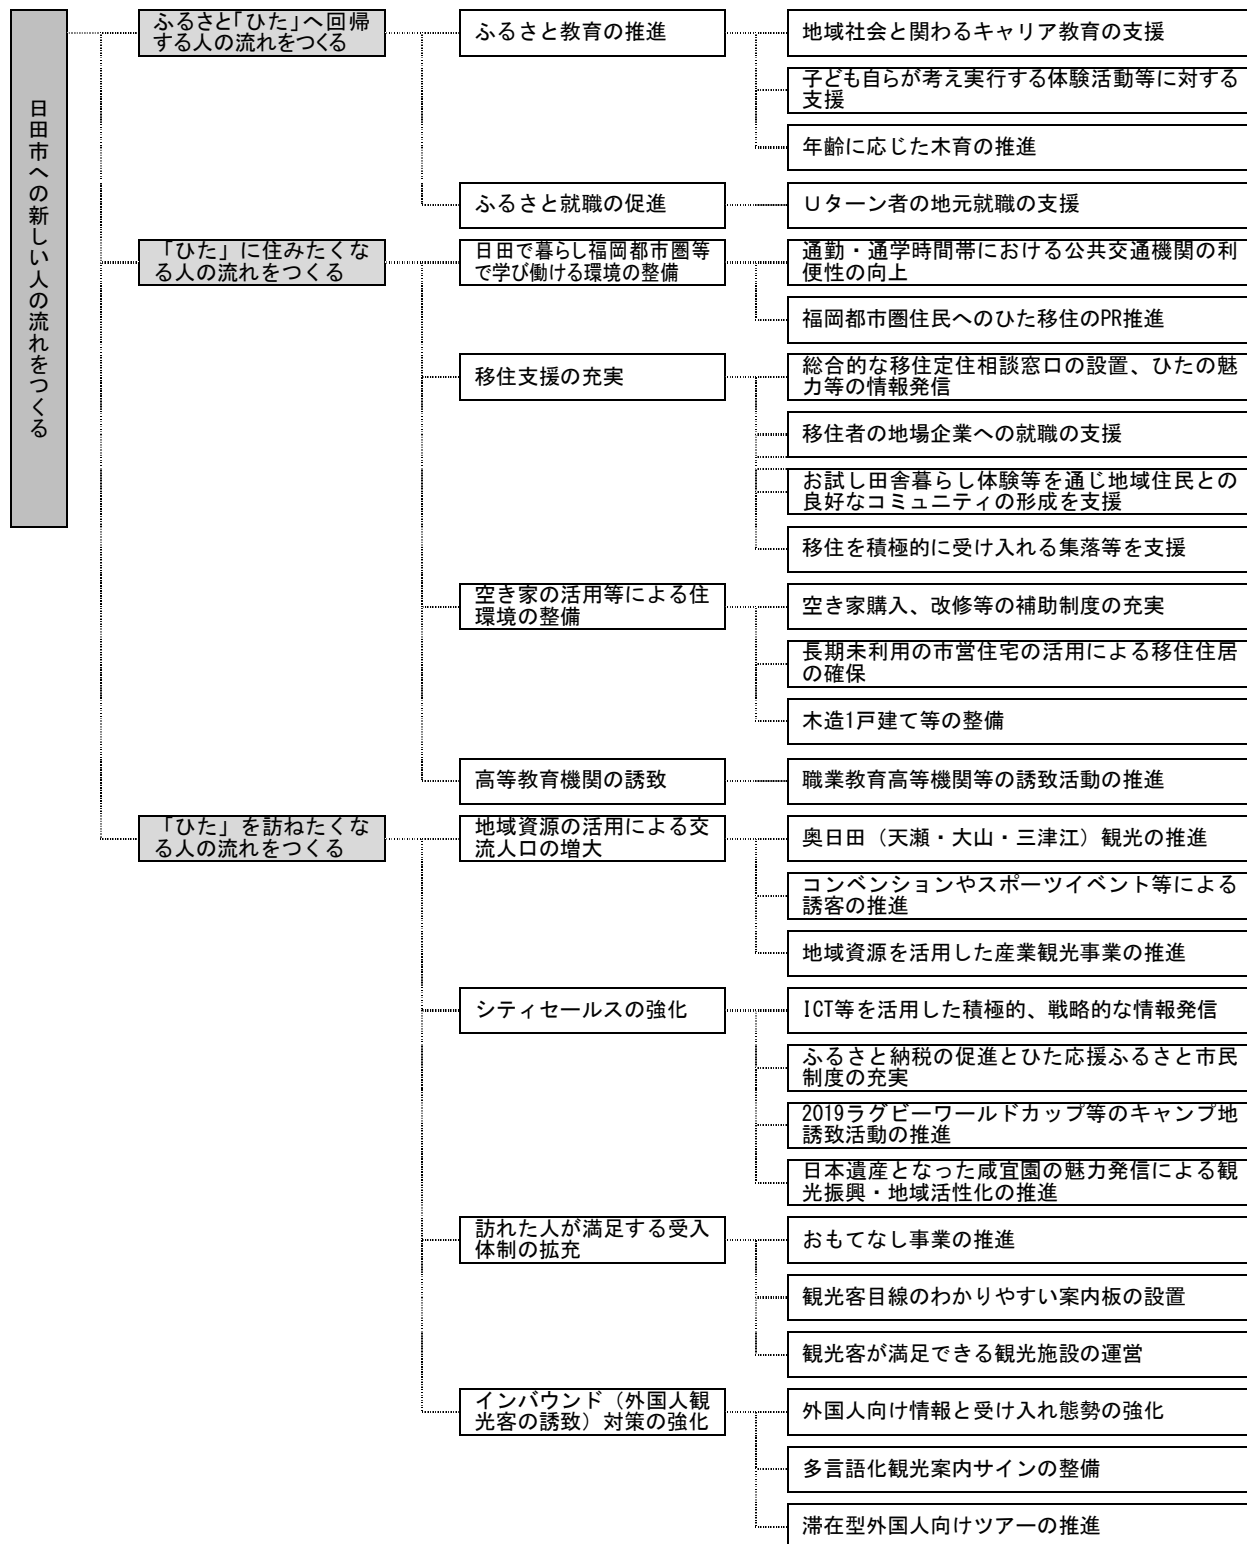 日田市への新しい人の流れをつくる
ふるさと「ひた」へ回帰
する人の流れをつくる
ふるさと教育の推進
地域社会と関わるキャリア教育の支援
子ども自らが考え実行する体験活動等に対する
支援
年齢に応じた木育の推進
ふるさと就職の促進
Uターン者の地元就職の支援
「ひた」に住みたくな
る人の流れをつくる
日田で暮らし福岡都市圏等
で学び働ける環境の整備
通勤・通学時間帯における公共交通機関の利
便性の向上
福岡都市圏住民へのひた移住のPR推進
移住支援の充実
総合的な移住定住相談窓口の設置、ひたの魅
力等の情報発信
移住者の地場企業への就職の支援
お試し田舎暮らし体験等を通じ地域住民との
良好なコミュニティの形成を支援
移住を積極的に受け入れる集落等を支援
空き家の活用等による住
環境の整備
空き家購入、改修等の補助制度の充実
長期未利用の市営住宅の活用による移住住居
の確保
木造1戸建て等の整備
高等教育機関の誘致
職業教育高等機関等の誘致活動の推進
「ひた」を訪ねたくな
る人の流れをつくる
地域資源の活用による交
流人口の増大
奥日田（天瀬・大山・三津江）観光の推進
コンベンションやスポーツイベント等による
誘客の推進
地域資源を活用した産業観光事業の推進
シティセールスの強化
ICT等を活用した積極的、戦略的な情報発信
ふるさと納税の促進とひた応援ふるさと市民
制度の充実
2019ラグビーワールドカップ等のキャンプ地
誘致活動の推進
日本遺産となった咸宜園の魅力発信による観
光振興・地域活性化の推進
訪れた人が満足する受入
体制の拡充
おもてなし事業の推進
観光客目線のわかりやすい案内板の設置
観光客が満足できる観光施設の運営
インバウンド（外国人観
光客の誘致）対策の強化
外国人向け情報と受け入れ態勢の強化
多言語化観光案内サインの整備
滞在型外国人向けツアーの推進